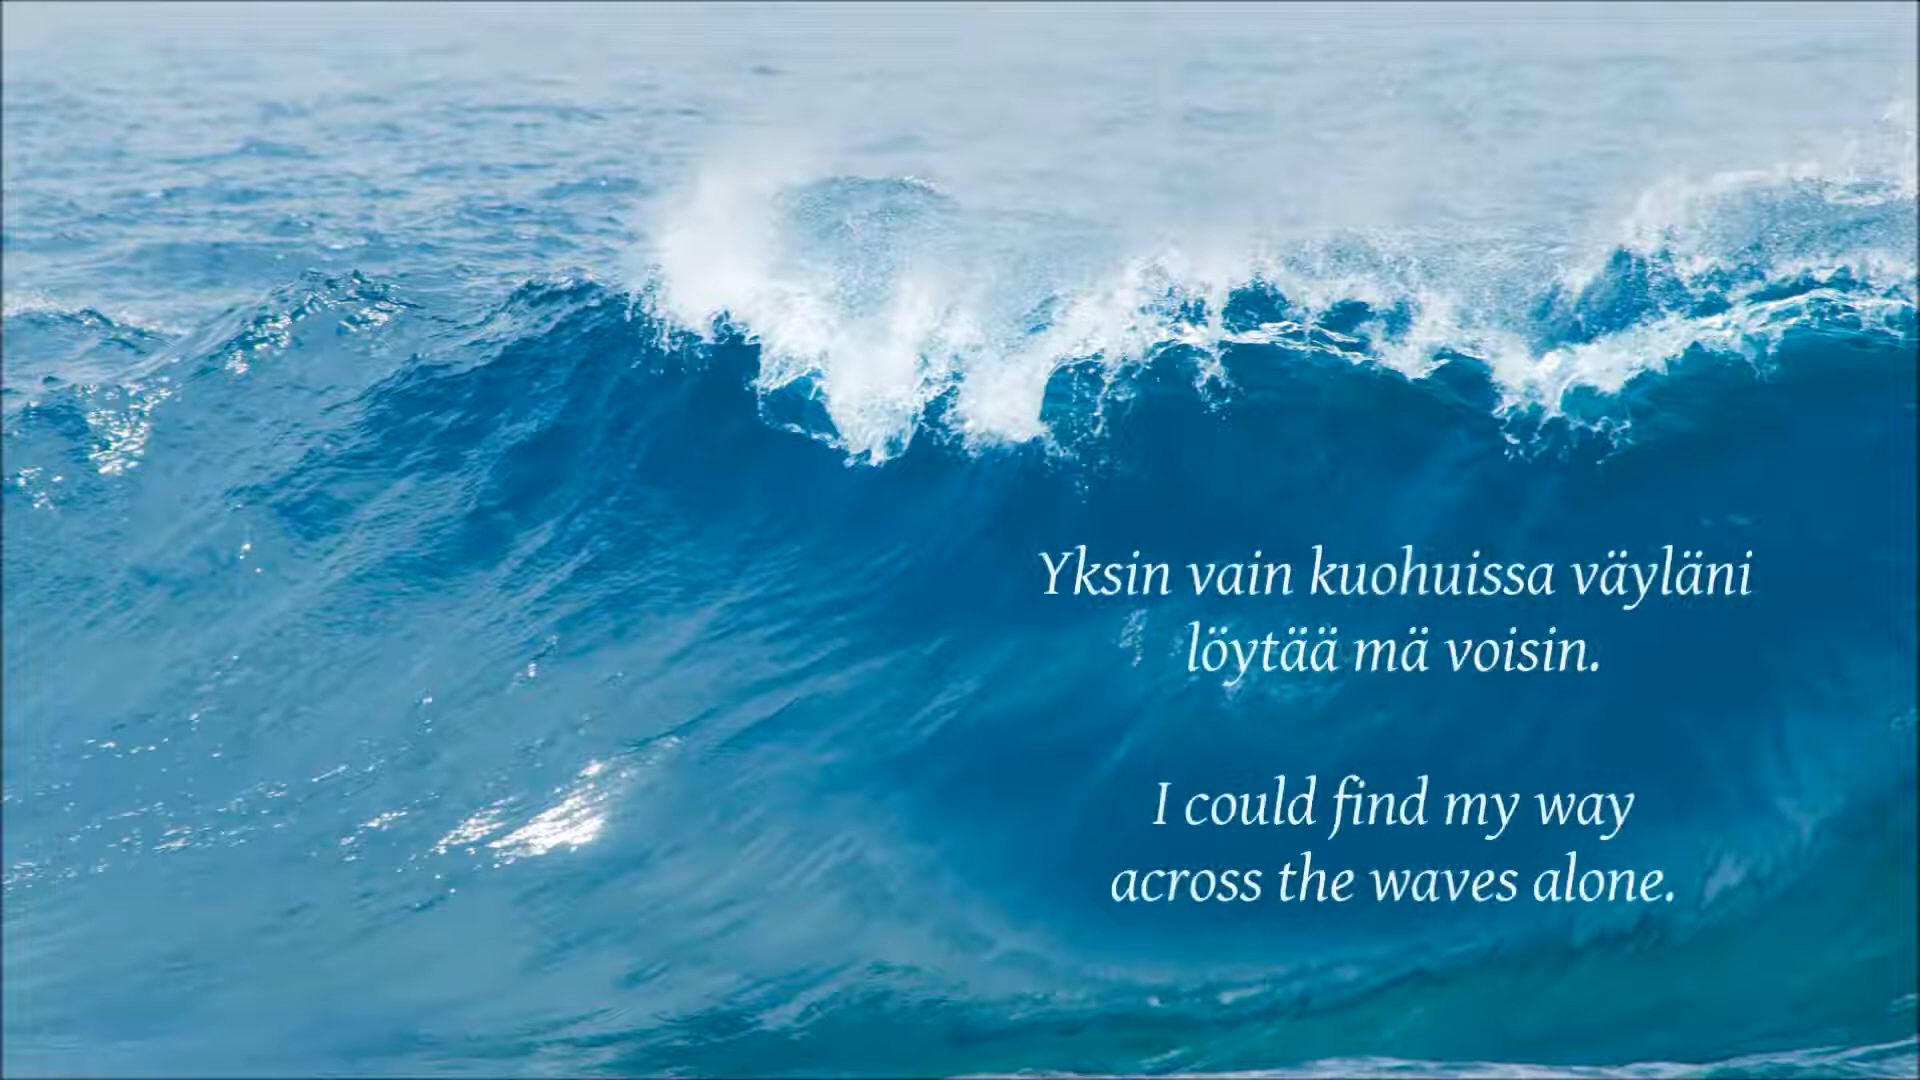 Yksin vain kuohuissa väyläni
löytää mä voisin.
I could find my way
across the waves alone.